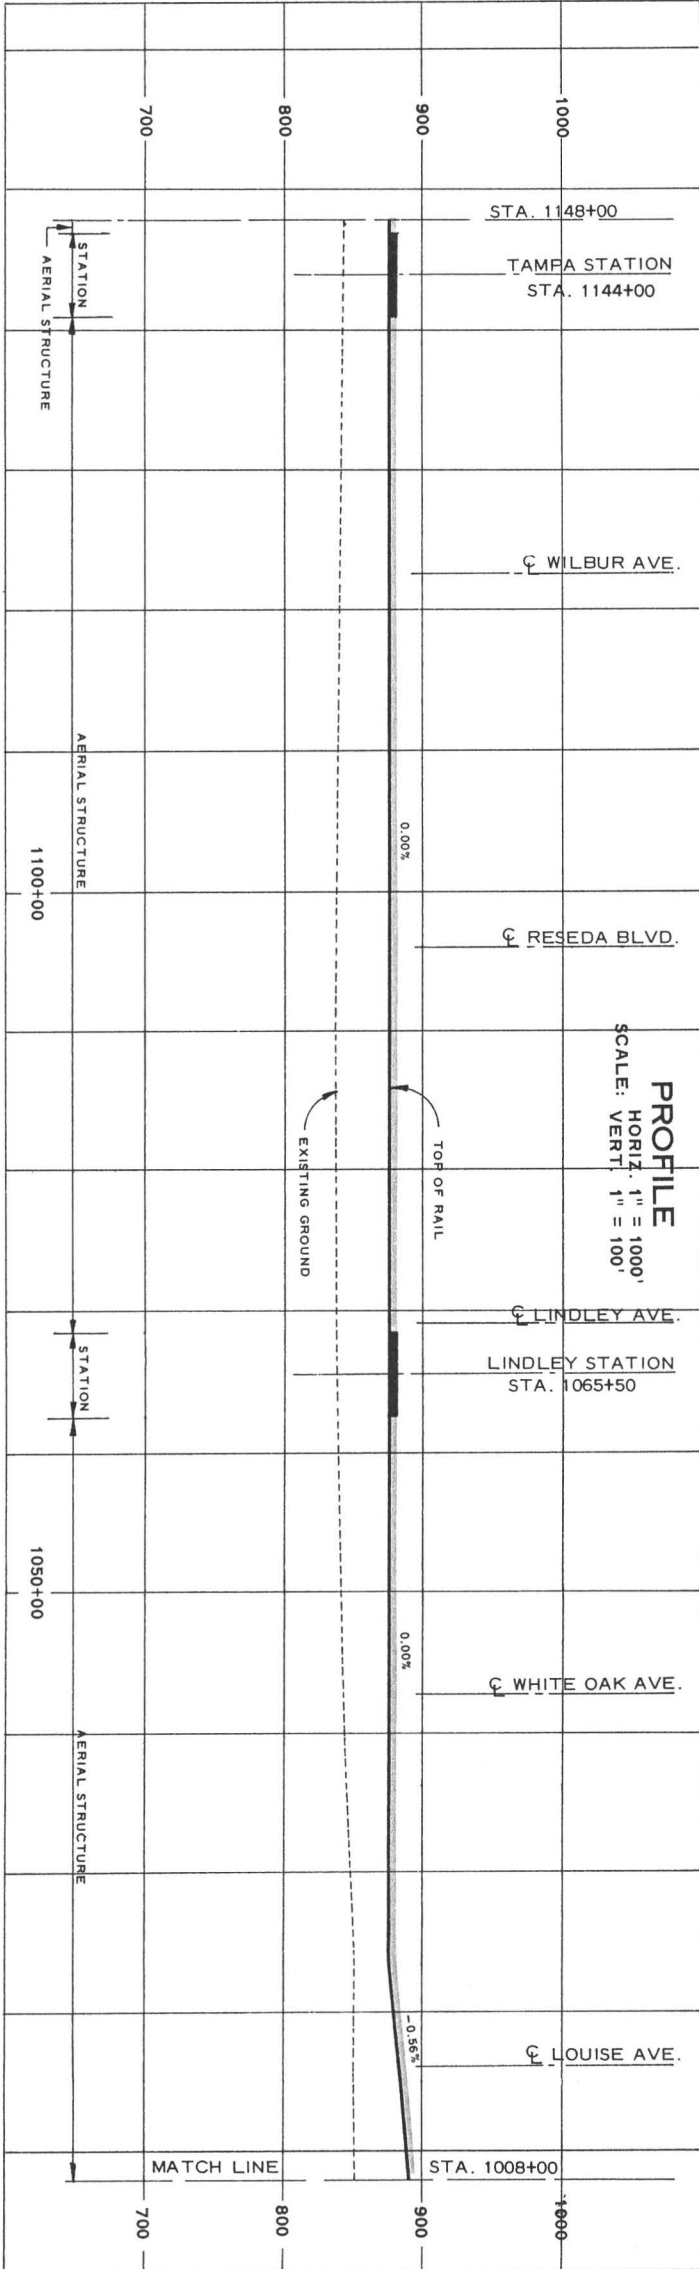 700
800
900
1000
STA. 1148+00
TAMPA STATION
STA. 1144+00
STATION
AERIAL STRUCTURE
℄ WILBUR AVE.
AERIAL STRUCTURE
0.00%
1100+00
℄ RESEDA BLVD.
PROFILE
SCALE: HORIZ. 1" = 1000'
VERT. 1" = 100'
TOP OF RAIL
EXISTING GROUND
℄ LINDLEY AVE.
LINDLEY STATION
STA. 1065+50
STATION
1050+00
0.00%
℄ WHITE OAK AVE.
AERIAL STRUCTURE
-0.56%
℄ LOUISE AVE.
MATCH LINE
STA. 1008+00
700
800
900
1000